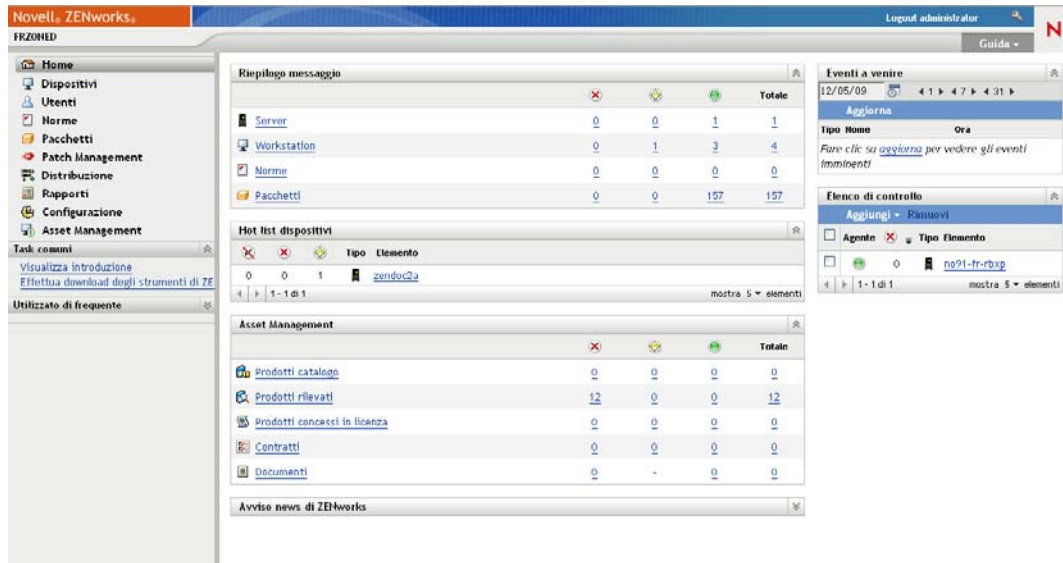 Novell® ZENworks®
Logout administrator
N
FRZONED
Guida
Home
Dispositivi
Utenti
Norme
Pacchetti
Patch Management
Distribuzione
Rapporti
Configurazione
Asset Management
Task comuni
Visualizza introduzione
Effettua download degli strumenti di ZE
Utilizzato di frequente
Riepilogo messaggio
Totale
Server 0 0 1 1
Workstation 0 1 3 4
Norme 0 0 0 0
Pacchetti 0 0 157 157
Hot list dispositivi
Tipo Elemento
0 0 1 zendoc2a
1 - 1 di 1 mostra 5 elementi
Asset Management
Totale
Prodotti catalogo 0 0 0 0
Prodotti rilevati 12 0 0 12
Prodotti concessi in licenza 0 0 0 0
Contratti 0 0 0 0
Documenti 0 - 0 0
Avviso news di ZENworks
Eventi a venire
12/05/09 1 7 31
Aggiorna
Tipo Nome Ora
Fare clic su aggiorna per vedere gli eventi
imminenti
Elenco di controllo
Aggiungi Rimuovi
Agente Tipo Elemento
0 no91-fr-rbxp
1 - 1 di 1 mostra 5 elementi